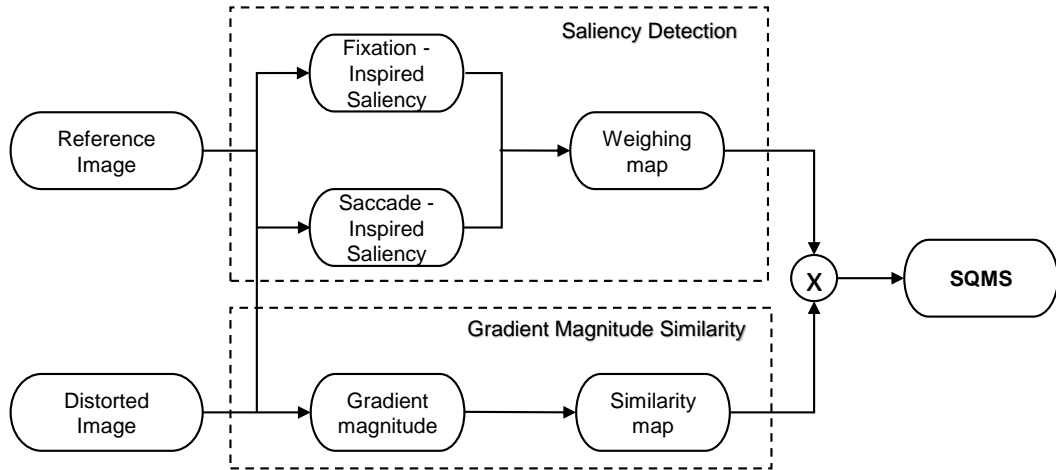 Saliency Detection
Fixation -
Inspired
Saliency
Reference
Image
Weighing
map
Saccade -
Inspired
Saliency
X
SQMS
Gradient Magnitude Similarity
Distorted
Image
Gradient
magnitude
Similarity
map